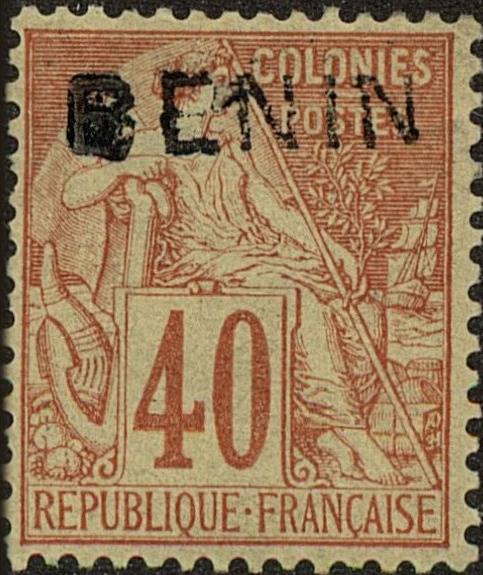 COLONIES
POSTES
BENIN
40
REPUBLIQUE·FRANÇAISE